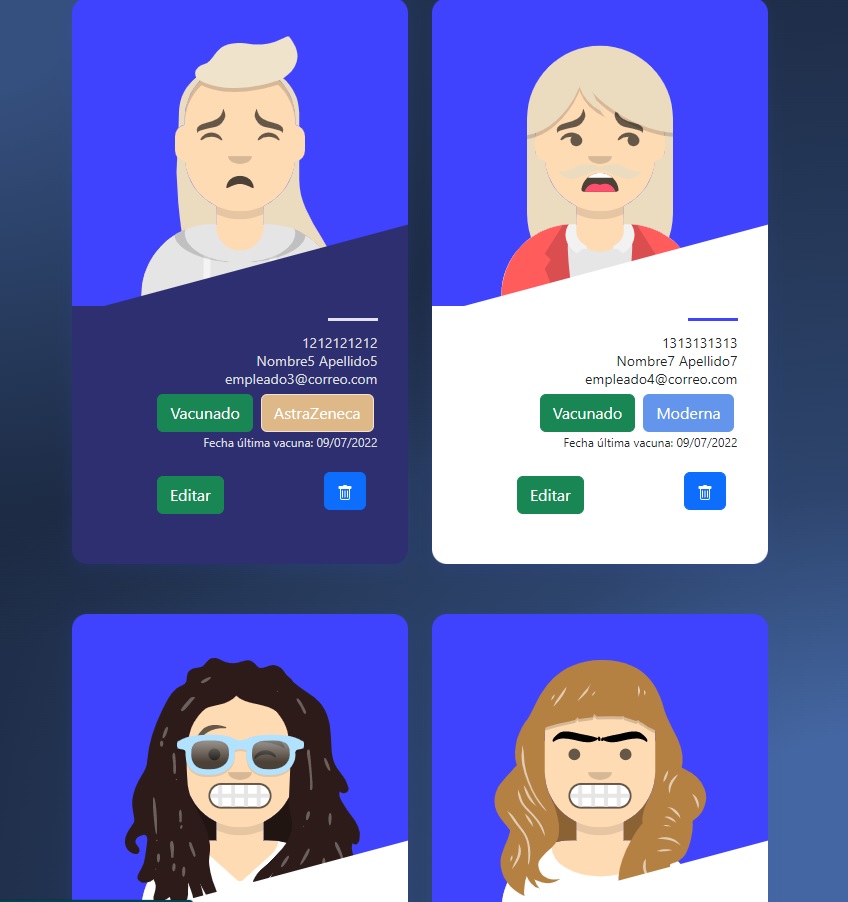 1212121212
Nombre5 Apellido5
empleado3@correo.com
Vacunado AstraZeneca
Fecha última vacuna: 09/07/2022
Editar
1313131313
Nombre7 Apellido7
empleado4@correo.com
Vacunado Moderna
Fecha última vacuna: 09/07/2022
Editar